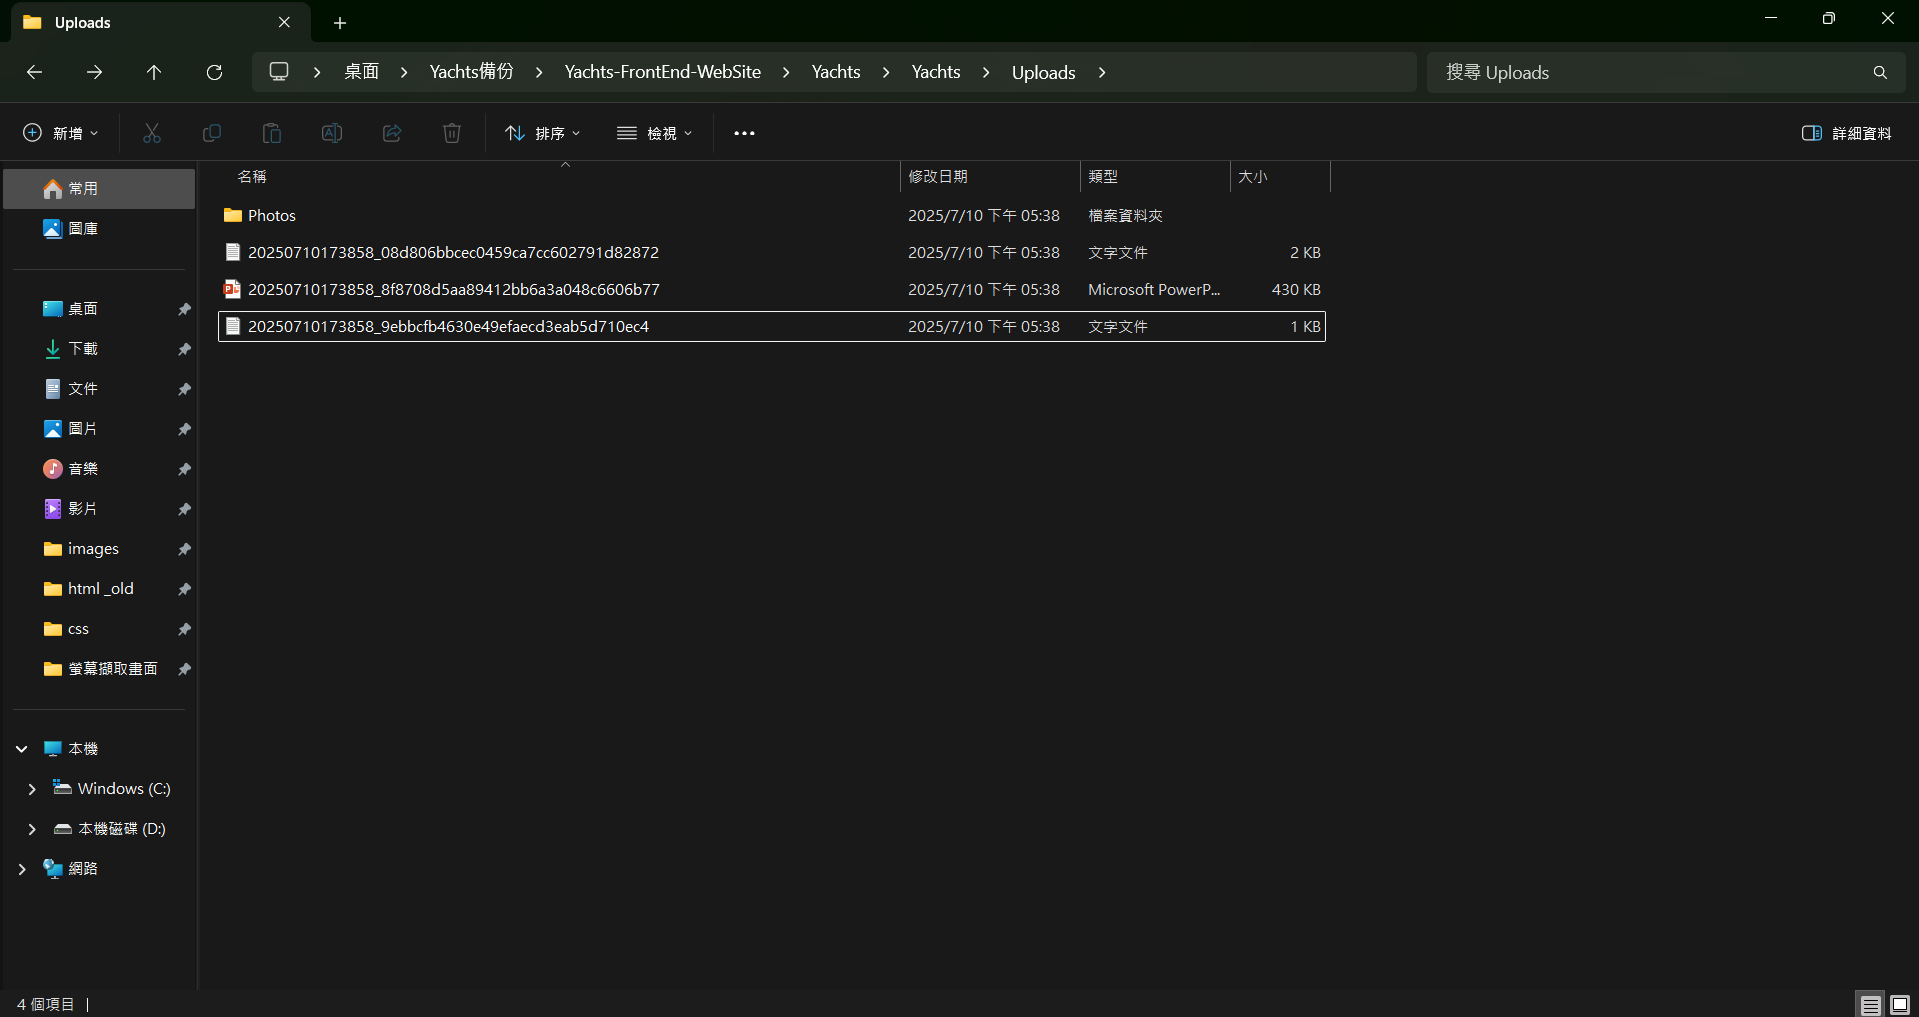 Uploads
桌面 Yachts備份 Yachts-FrontEnd-WebSite Yachts Yachts Uploads
搜尋 Uploads
新增 排序 檢視 詳細資料
名稱 修改日期 類型 大小
Photos 2025/7/10 下午 05:38 檔案資料夾
20250710173858_08d806bbcec0459ca7cc602791d82872 2025/7/10 下午 05:38 文字文件 2 KB
20250710173858_8f8708d5aa89412bb6a3a048c6606b77 2025/7/10 下午 05:38 Microsoft PowerP... 430 KB
20250710173858_9ebbcfb4630e49efaecd3eab5d710ec4 2025/7/10 下午 05:38 文字文件 1 KB
常用
圖庫
桌面
下載
文件
圖片
音樂
影片
images
html _old
css
螢幕擷取畫面
本機
Windows (C:)
本機磁碟 (D:)
網路
4 個項目